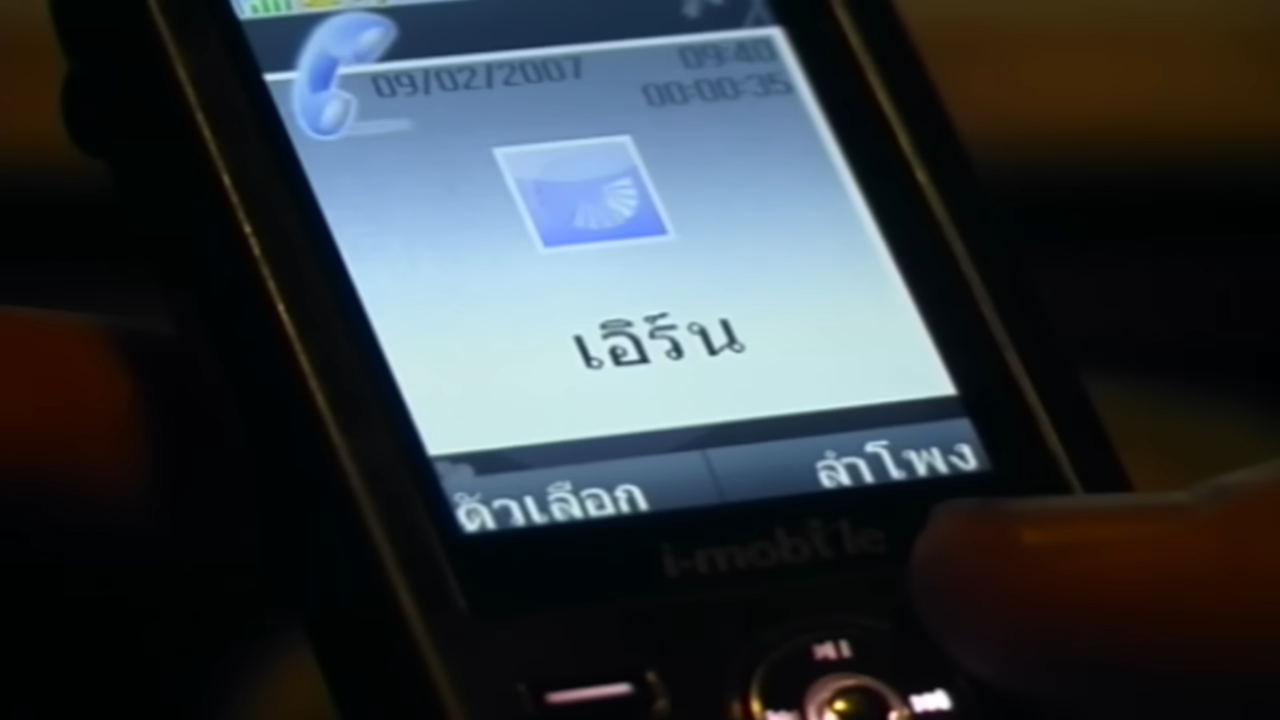 09/02/2007 09:40
00:00:35
เอิร์น
ตัวเลือก ลำโพง
i-mobile